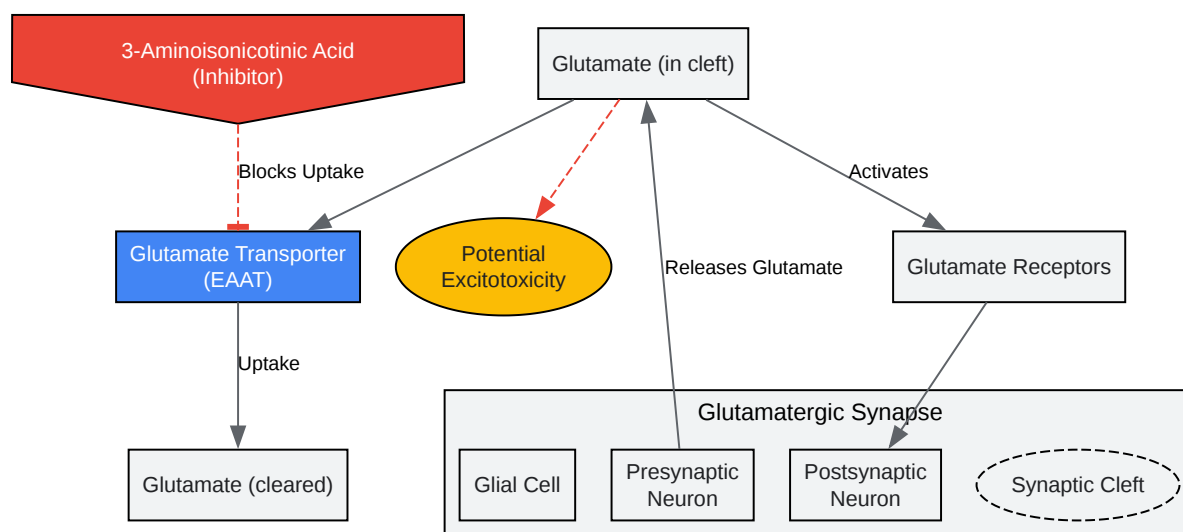 3-Aminoisonicotinic Acid
(Inhibitor)
Glutamate (in cleft)
Blocks Uptake
Activates
Glutamate Transporter
(EAAT)
Potential
Excitotoxicity
Releases Glutamate
Glutamate Receptors
Uptake
Glutamatergic Synapse
Glutamate (cleared)
Glial Cell
Presynaptic
Neuron
Postsynaptic
Neuron
Synaptic Cleft